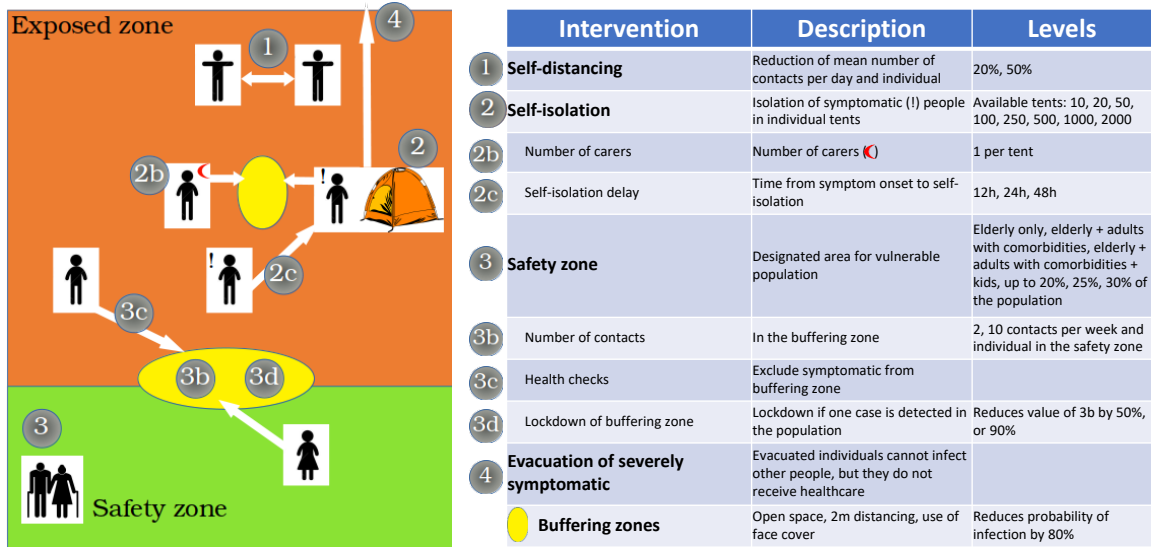 Exposed zone
4
1
2
2b
!
!
2c
3c
3b
3d
3
Safety zone
Intervention Description Levels
1 Self-distancing
Reduction of mean number of
contacts per day and individual
20%, 50%
2 Self-isolation
Isolation of symptomatic (!) people
in individual tents
Available tents: 10, 20, 50,
100, 250, 500, 1000, 2000
2b Number of carers
Number of carers ( )
1 per tent
2c Self-isolation delay
Time from symptom onset to self-
isolation
12h, 24h, 48h
3 Safety zone
Designated area for vulnerable
population
Elderly only, elderly + adults
with comorbidities, elderly +
adults with comorbidities +
kids, up to 20%, 25%, 30% of
the population
3b Number of contacts
In the buffering zone
2, 10 contacts per week and
individual in the safety zone
3c Health checks
Exclude symptomatic from
buffering zone
3d Lockdown of buffering zone
Lockdown if one case is detected in
the population
Reduces value of 3b by 50%,
or 90%
4 Evacuation of severely
symptomatic
Evacuated individuals cannot infect
other people, but they do not
receive healthcare
Buffering zones
Open space, 2m distancing, use of
face cover
Reduces probability of
infection by 80%